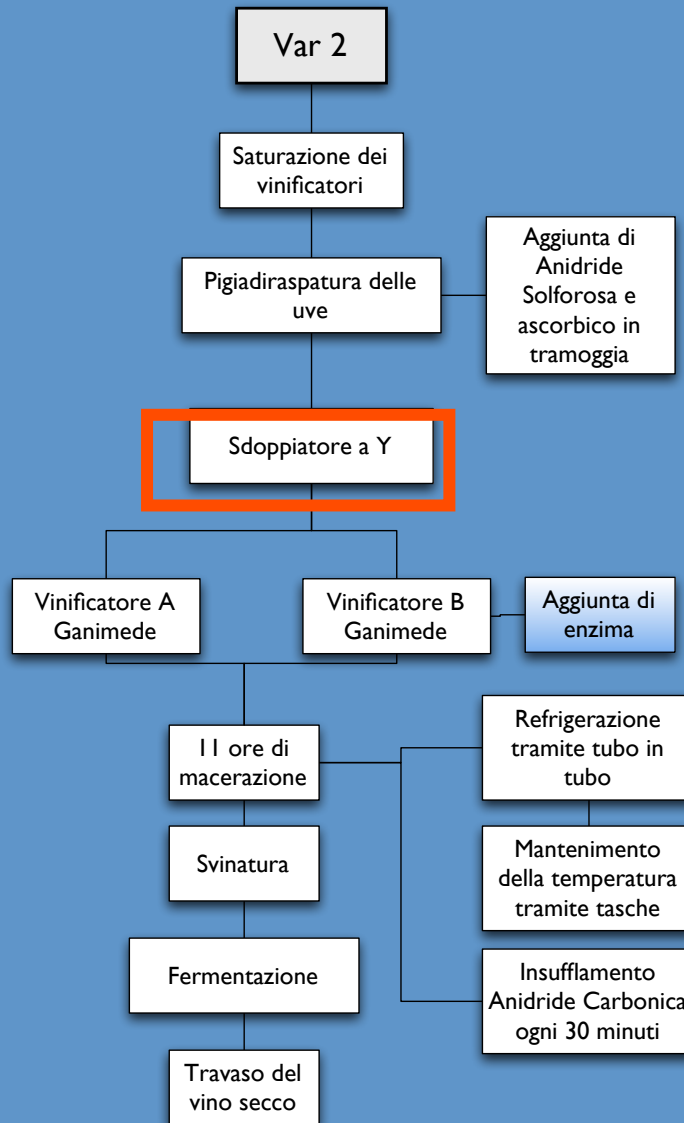 Var 2
Saturazione dei
vinificatori
Pigiadiraspatura delle
uve
Aggiunta di
Anidride
Solforosa e
ascorbico in
tramoggia
Sdoppiatore a Y
Vinificatore A
Ganimede
Vinificatore B
Ganimede
Aggiunta di
enzima
11 ore di
macerazione
Refrigerazione
tramite tubo in
tubo
Svinatura
Mantenimento
della temperatura
tramite tasche
Fermentazione
Insufflamento
Anidride Carbonica
ogni 30 minuti
Travaso del
vino secco